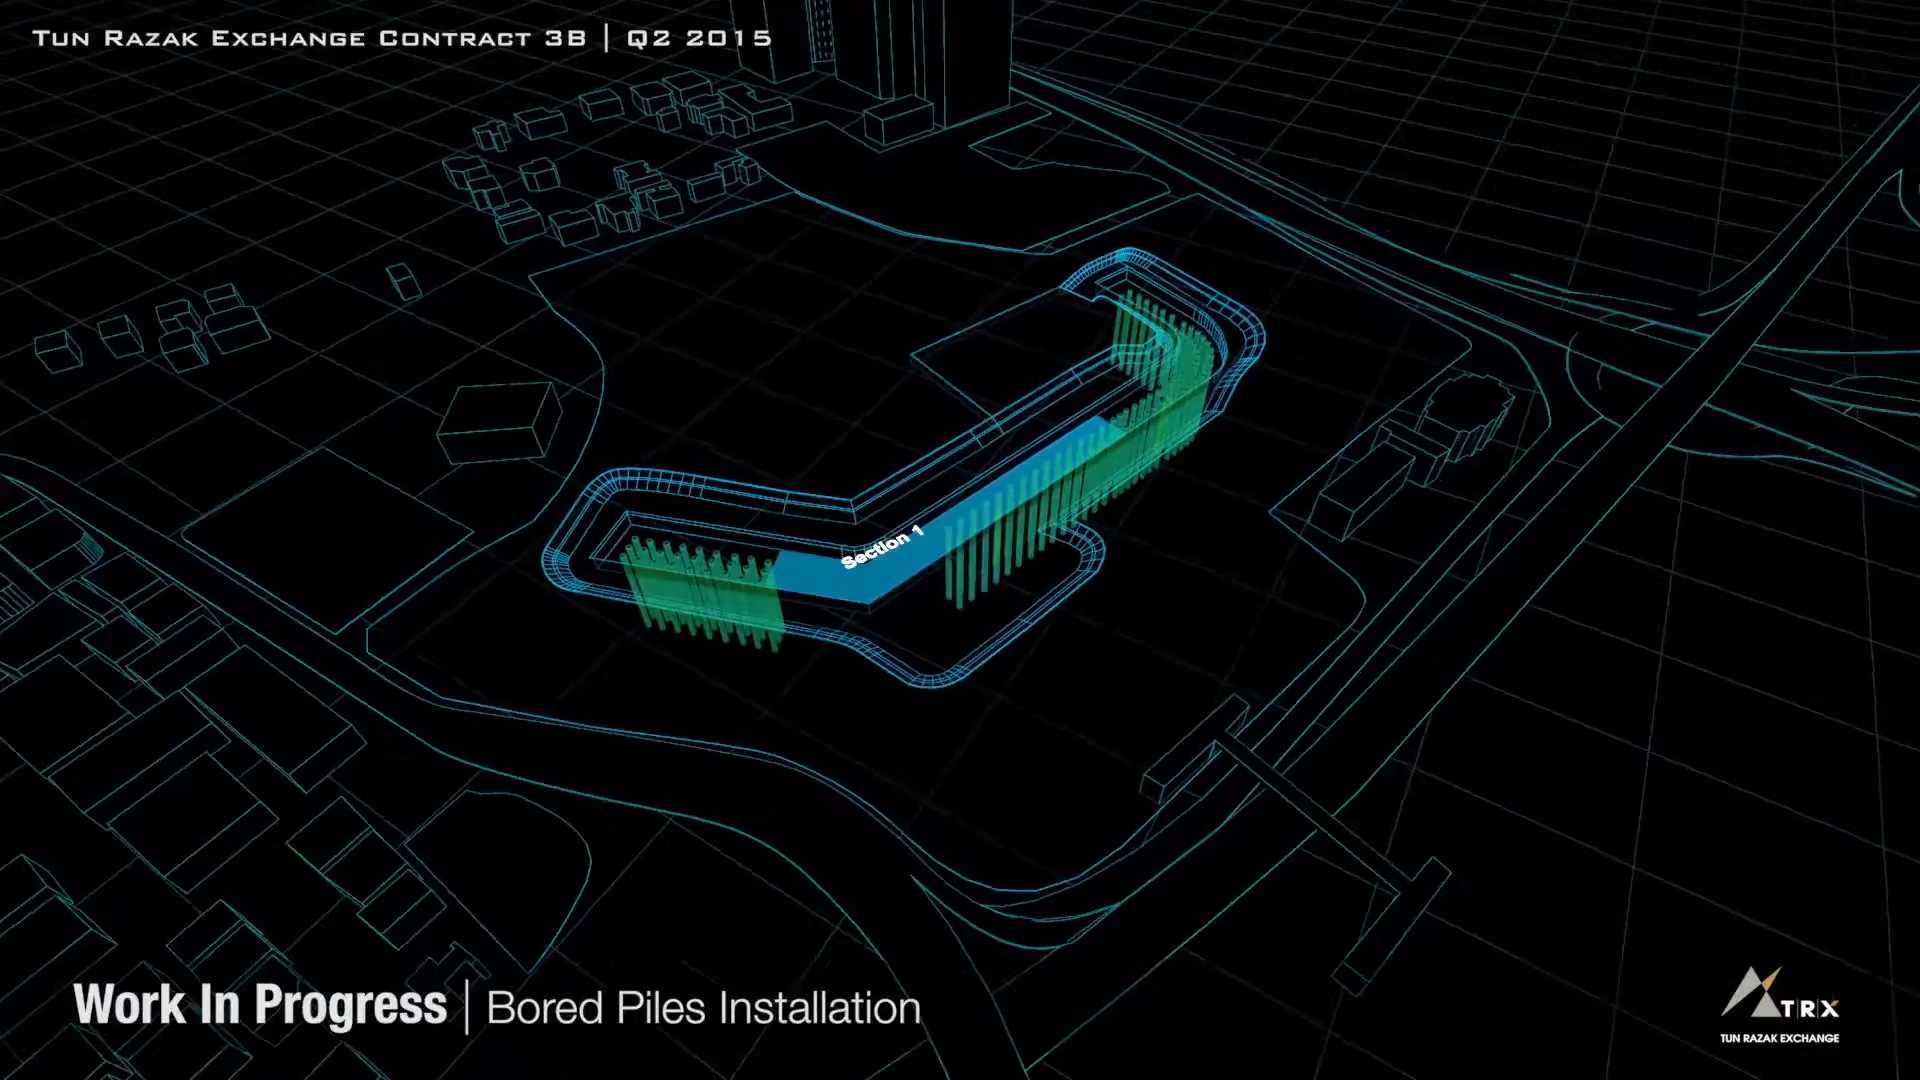 Tun Razak Exchange Contract 3B | Q2 2015
Section 1
Work In Progress | Bored Piles Installation
TRX
TUN RAZAK EXCHANGE